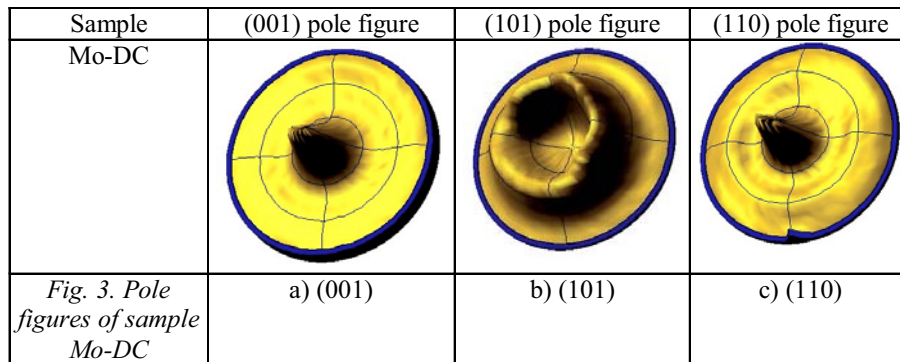 Sample (001) pole figure (101) pole figure (110) pole figure
Mo-DC
Fig. 3. Pole a) (001) b) (101) c) (110)
figures of sample
Mo-DC